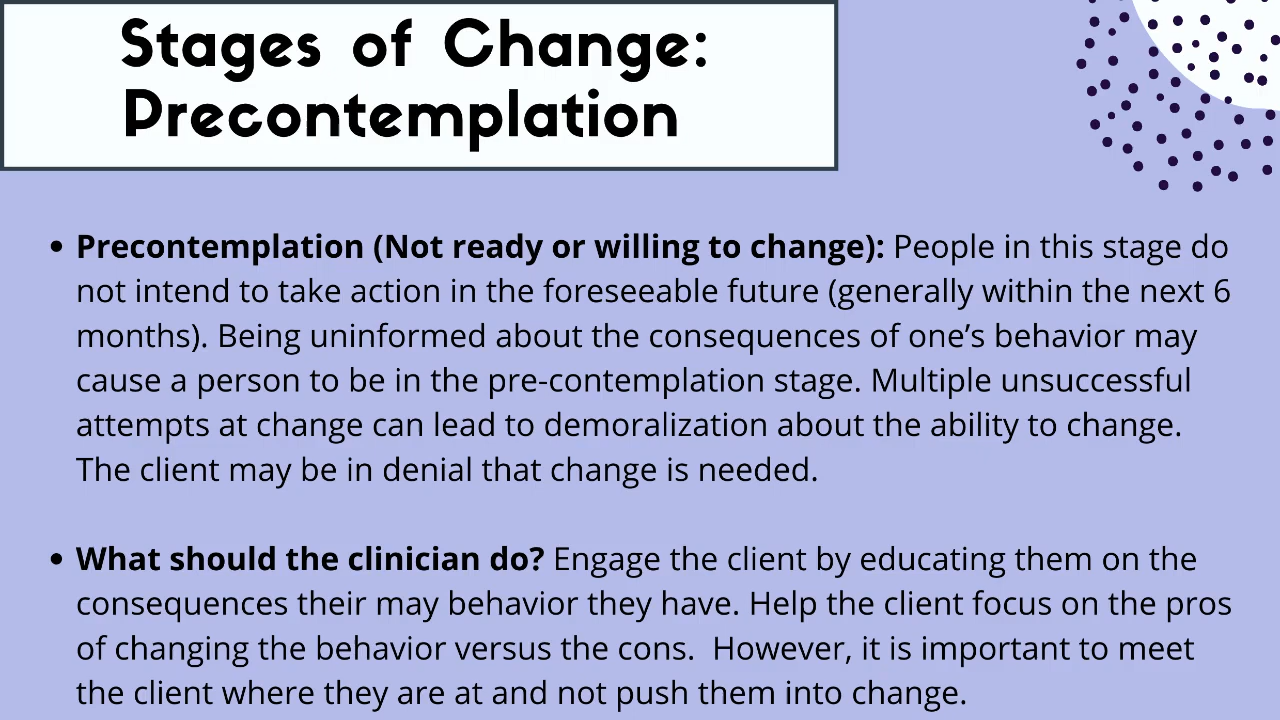 Stages of Change:
Precontemplation
• Precontemplation (Not ready or willing to change): People in this stage do
not intend to take action in the foreseeable future (generally within the next 6
months). Being uninformed about the consequences of one’s behavior may
cause a person to be in the pre-contemplation stage. Multiple unsuccessful
attempts at change can lead to demoralization about the ability to change.
The client may be in denial that change is needed.
• What should the clinician do? Engage the client by educating them on the
consequences their may behavior they have. Help the client focus on the pros
of changing the behavior versus the cons.  However, it is important to meet
the client where they are at and not push them into change.